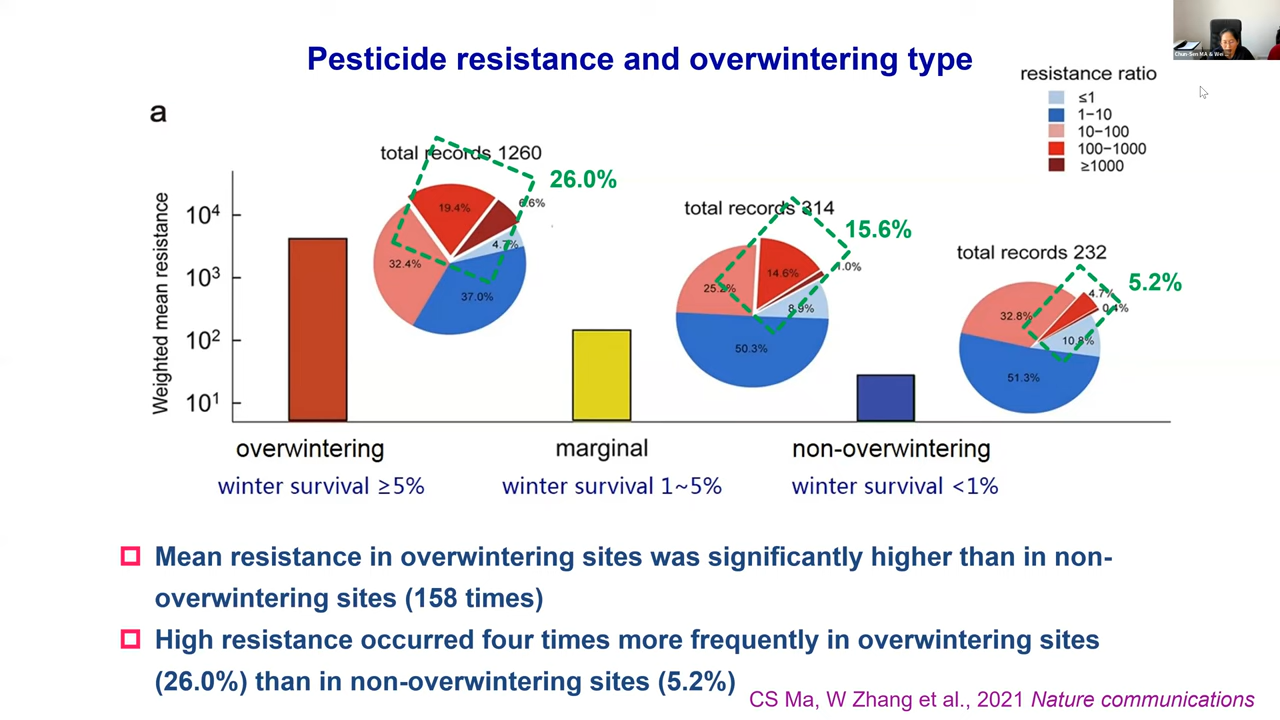 Pesticide resistance and overwintering type
Chun-Sen MA & Wei
resistance ratio
≤1
1−10
10−100
100−1000
≥1000
a
total records 1260
26.0%
19.4%
6.6%
4.7%
32.4%
37.0%
total records 314
15.6%
14.6%
1.0%
25.2%
8.9%
50.3%
total records 232
5.2%
4.7%
0.4%
32.8%
10.8%
51.3%
Weighted mean resistance
10⁴
10³
10²
10¹
overwintering
marginal
non-overwintering
winter survival ≥5%
winter survival 1~5%
winter survival <1%
Mean resistance in overwintering sites was significantly higher than in non-
overwintering sites (158 times)
High resistance occurred four times more frequently in overwintering sites
(26.0%) than in non-overwintering sites (5.2%)
CS Ma, W Zhang et al., 2021 Nature communications